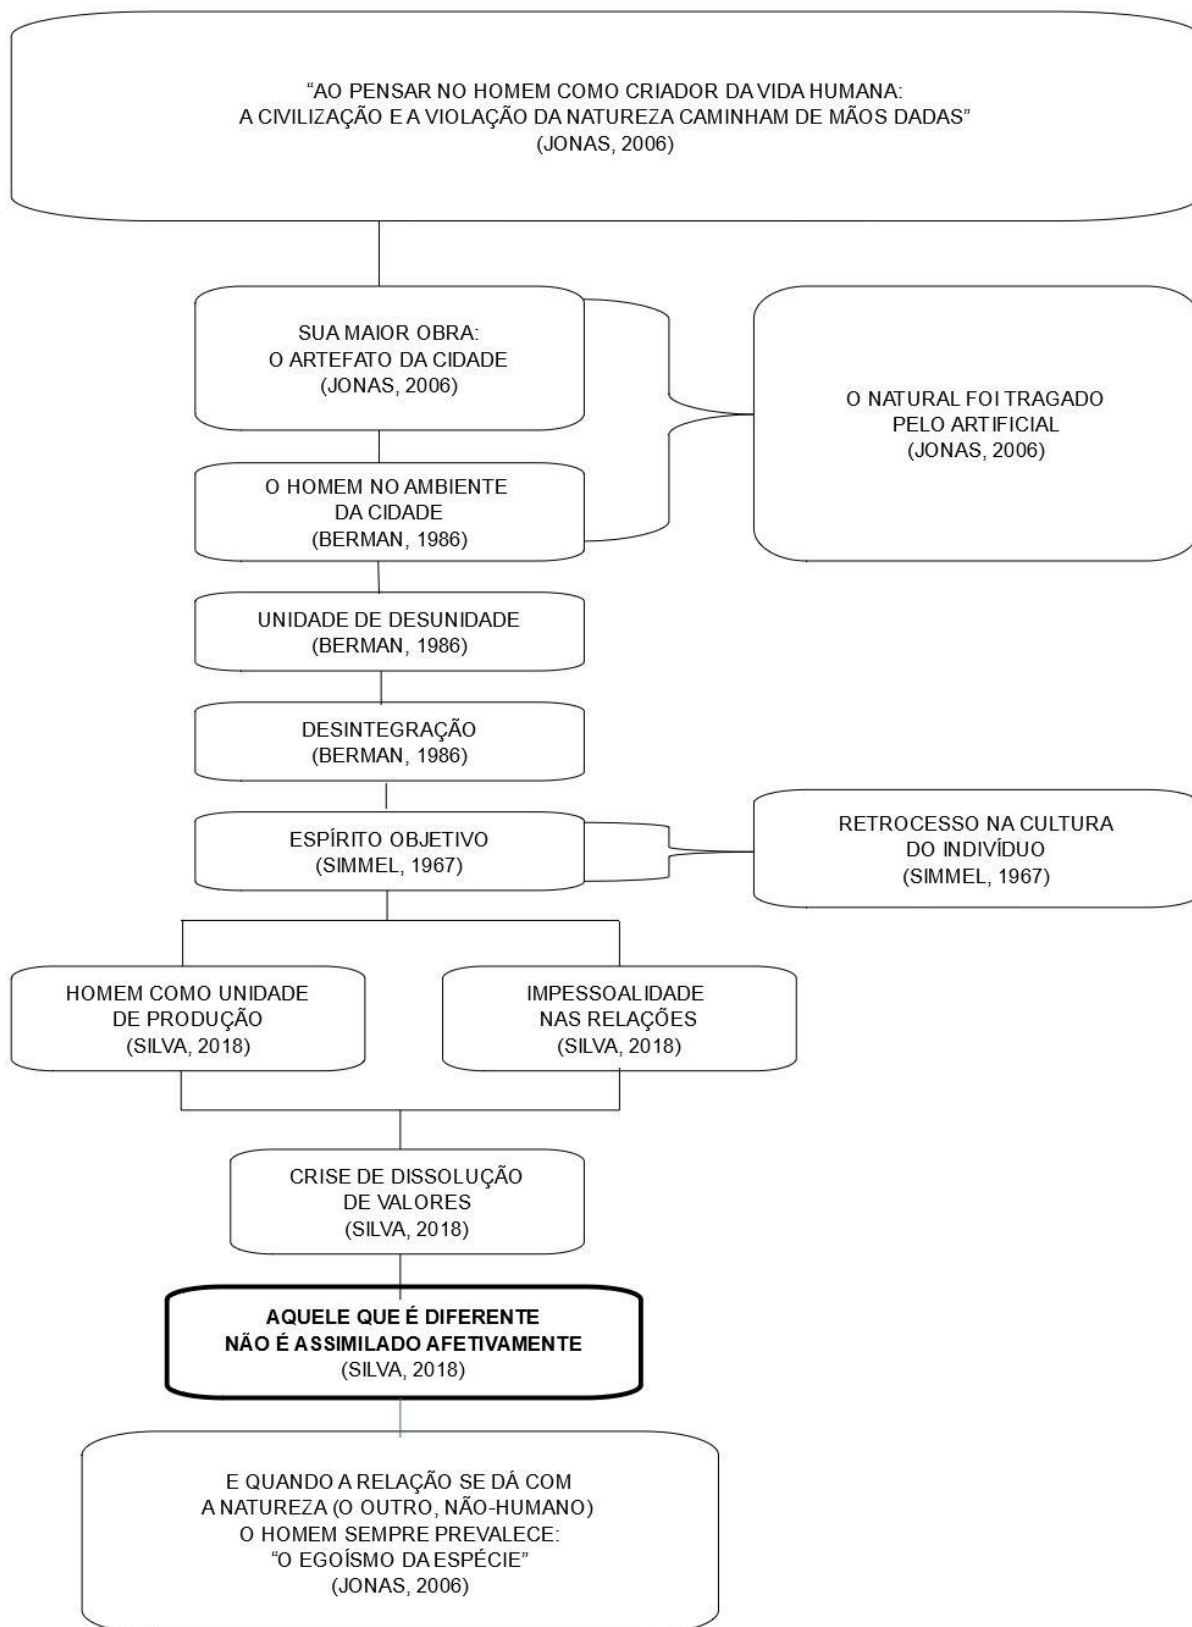 “AO PENSAR NO HOMEM COMO CRIADOR DA VIDA HUMANA:
A CIVILIZAÇÃO E A VIOLAÇÃO DA NATUREZA CAMINHAM DE MÃOS DADAS”
(JONAS, 2006)
SUA MAIOR OBRA:
O ARTEFATO DA CIDADE
(JONAS, 2006)
O NATURAL FOI TRAGADO
PELO ARTIFICIAL
(JONAS, 2006)
O HOMEM NO AMBIENTE
DA CIDADE
(BERMAN, 1986)
UNIDADE DE DESUNIDADE
(BERMAN, 1986)
DESINTEGRAÇÃO
(BERMAN, 1986)
ESPÍRITO OBJETIVO
(SIMMEL, 1967)
RETROCESSO NA CULTURA
DO INDIVÍDUO
(SIMMEL, 1967)
HOMEM COMO UNIDADE
DE PRODUÇÃO
(SILVA, 2018)
IMPESSOALIDADE
NAS RELAÇÕES
(SILVA, 2018)
CRISE DE DISSOLUÇÃO
DE VALORES
(SILVA, 2018)
AQUELE QUE É DIFERENTE
NÃO É ASSIMILADO AFETIVAMENTE
(SILVA, 2018)
E QUANDO A RELAÇÃO SE DÁ COM
A NATUREZA (O OUTRO, NÃO-HUMANO)
O HOMEM SEMPRE PREVALECE:
“O EGOÍSMO DA ESPÉCIE”
(JONAS, 2006)